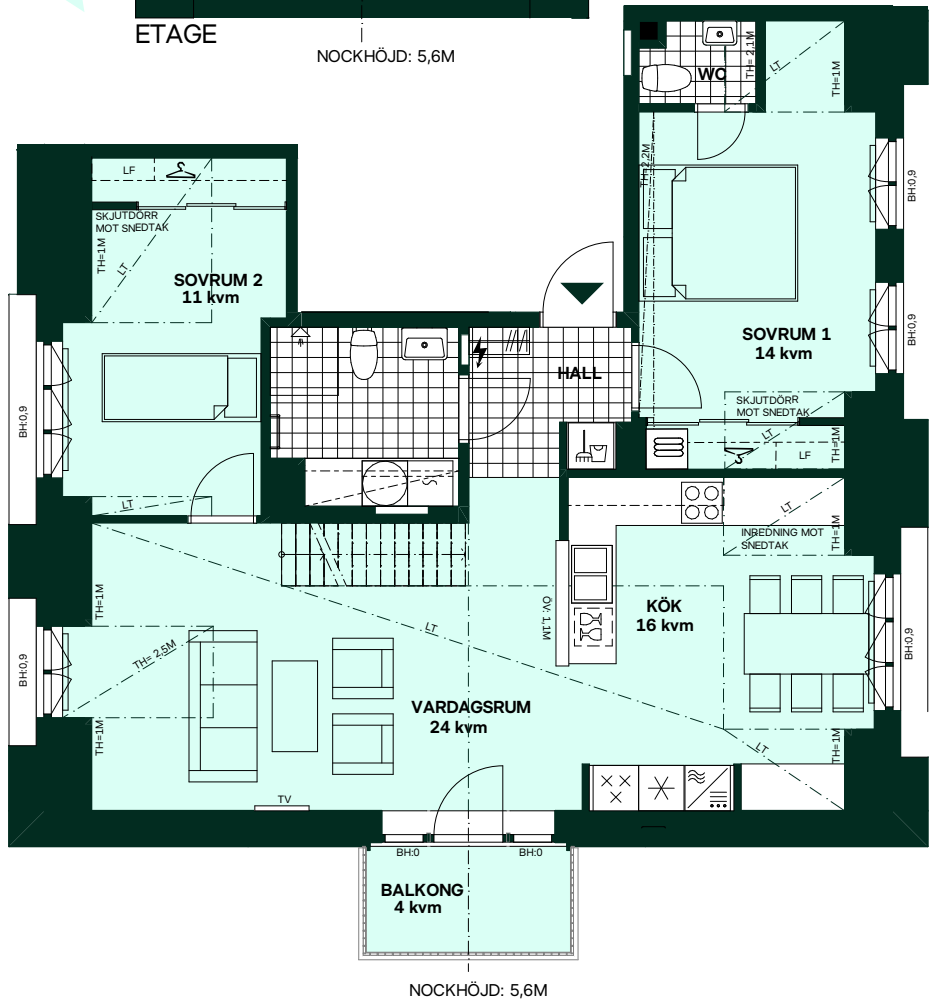 ETAGE
NOCKHÖJD: 5,6M
WC
TH= 2,1M
LT
TH=1M
TH=2,2M
BH:0,9
LF
SKJUTDÖRR
MOT SNEDTAK
TH=1M
LT
SOVRUM 2
11 kvm
BH:0,9
SOVRUM 1
14 kvm
BH:0,9
HALL
SKJUTDÖRR
MOT SNEDTAK
LT
LF
TH=1M
LT
LT
INREDNING MOT
SNEDTAK
TH=1M
TH=1M
ÖV: 1,1M
KÖK
16 kvm
BH:0,9
LT
TH= 2,5M
BH:0,9
VARDAGSRUM
24 kvm
TH=1M
LT
TH=1M
TV
BH:0
BH:0
BALKONG
4 kvm
NOCKHÖJD: 5,6M